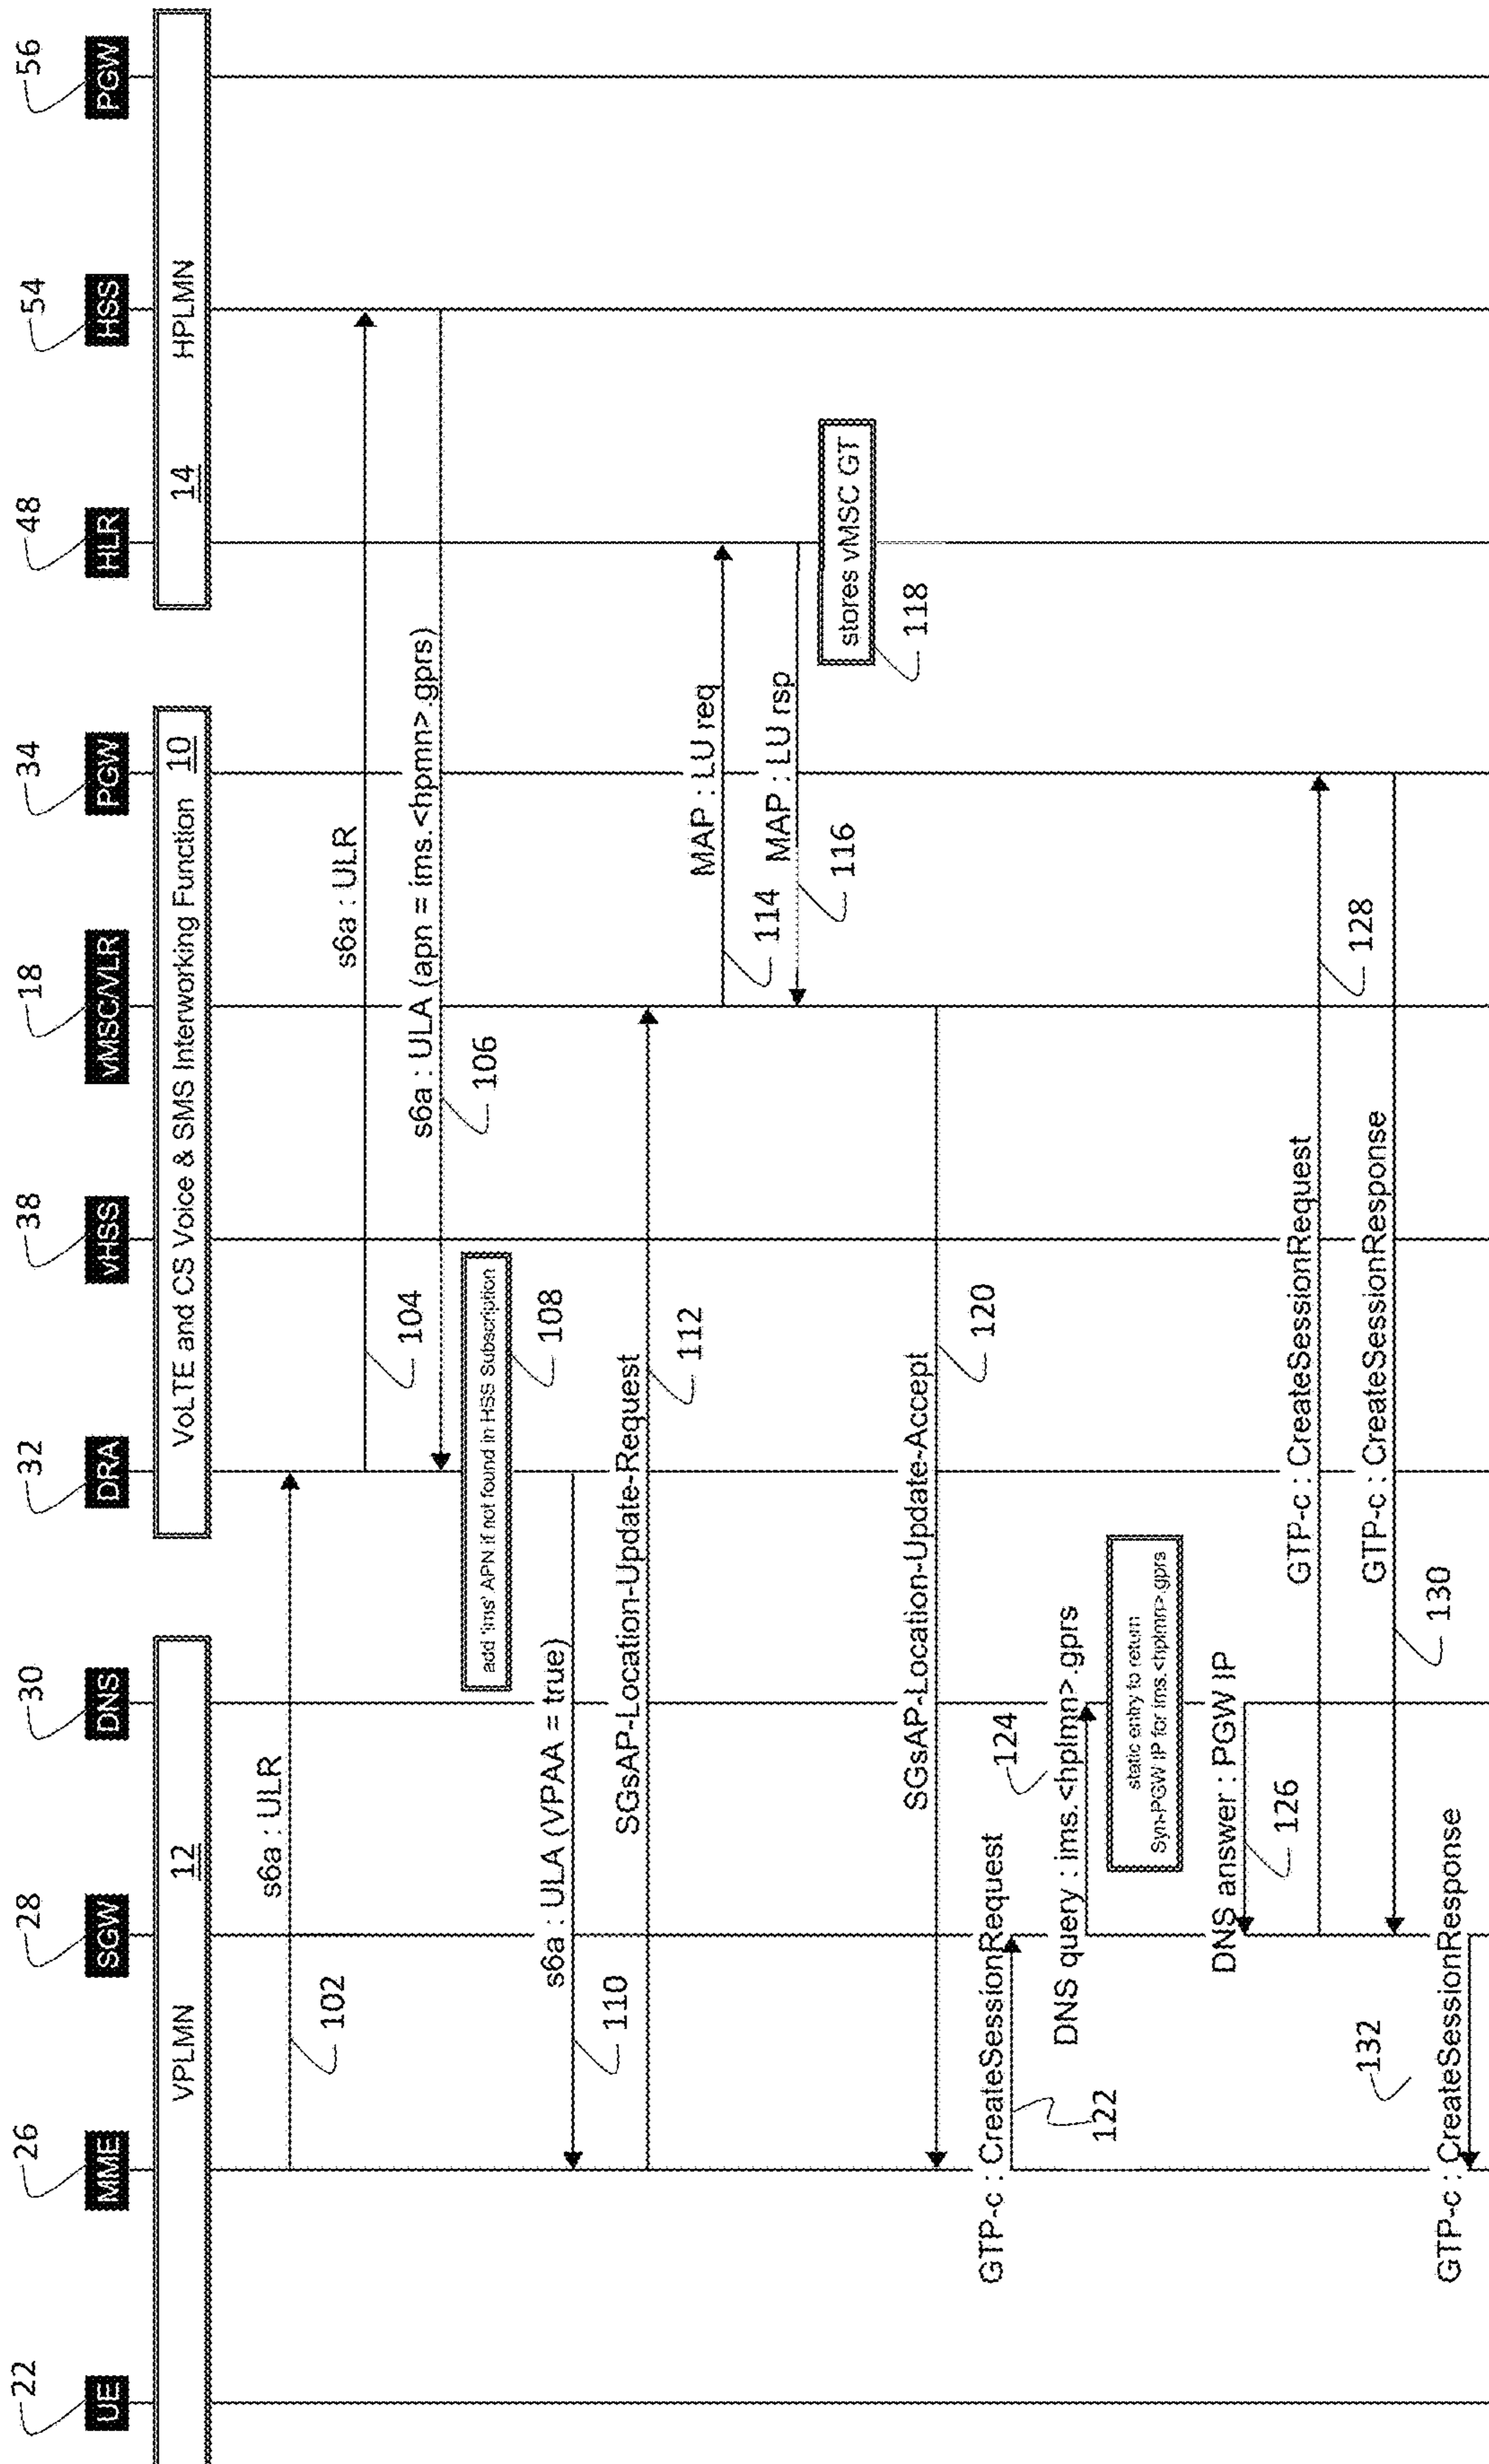 22
26
28
30
32
38
18
34
48
54
56
UE
MME
SGW
DNS
DRA
vHSS
vMSC/VLR
PGW
HLR
HSS
PGW
VPLMN 12
VoLTE and CS Voice & SMS Interworking Function 10
14 HPLMN
s6a : ULR
102
s6a : ULR
104
s6a : ULA (apn = ims.<hpmn>.gprs)
106
add 'ims' APN if not found in HSS Subscription
108
s6a : ULA (VPAA = true)
110
SGsAP-Location-Update-Request
112
MAP : LU req
114
MAP : LU rsp
116
stores vMSC GT
118
SGsAP-Location-Update-Accept
120
GTP-c : CreateSessionRequest
122
DNS query : ims.<hplmn>.gprs
124
static entry to return
Syn-PGW IP for ims.<hplmn>.gprs
DNS answer : PGW IP
126
GTP-c : CreateSessionRequest
128
GTP-c : CreateSessionResponse
130
GTP-c : CreateSessionResponse
132